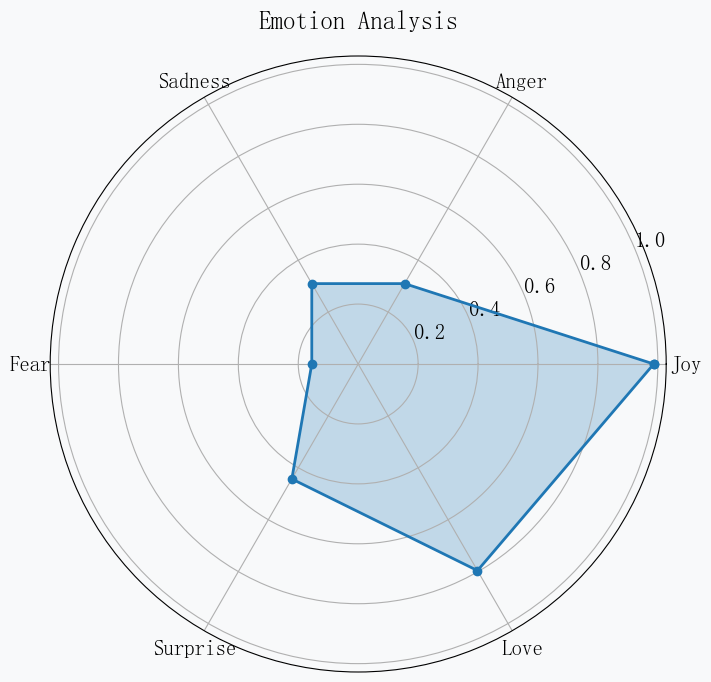 Emotion Analysis
Sadness
Anger
1.0
0.8
0.6
0.4
0.2
Fear
Joy
Surprise
Love